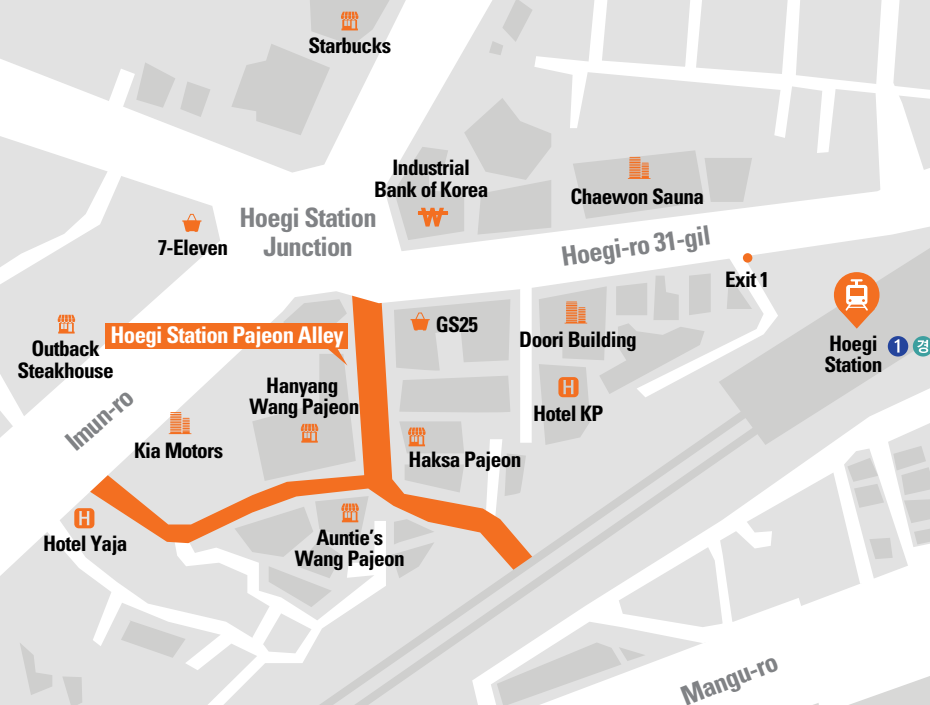 Starbucks
Industrial
Bank of Korea
₩
Chaewon Sauna
Hoegi Station
Junction
7-Eleven
Hoegi-ro 31-gil
Exit 1
Hoegi
Station
1 경
GS25
Doori Building
Hoegi Station Pajeon Alley
Outback
Steakhouse
Hanyang
Wang Pajeon
H
Hotel KP
Imun-ro
Kia Motors
Haksa Pajeon
H
Hotel Yaja
Auntie's
Wang Pajeon
Mangu-ro